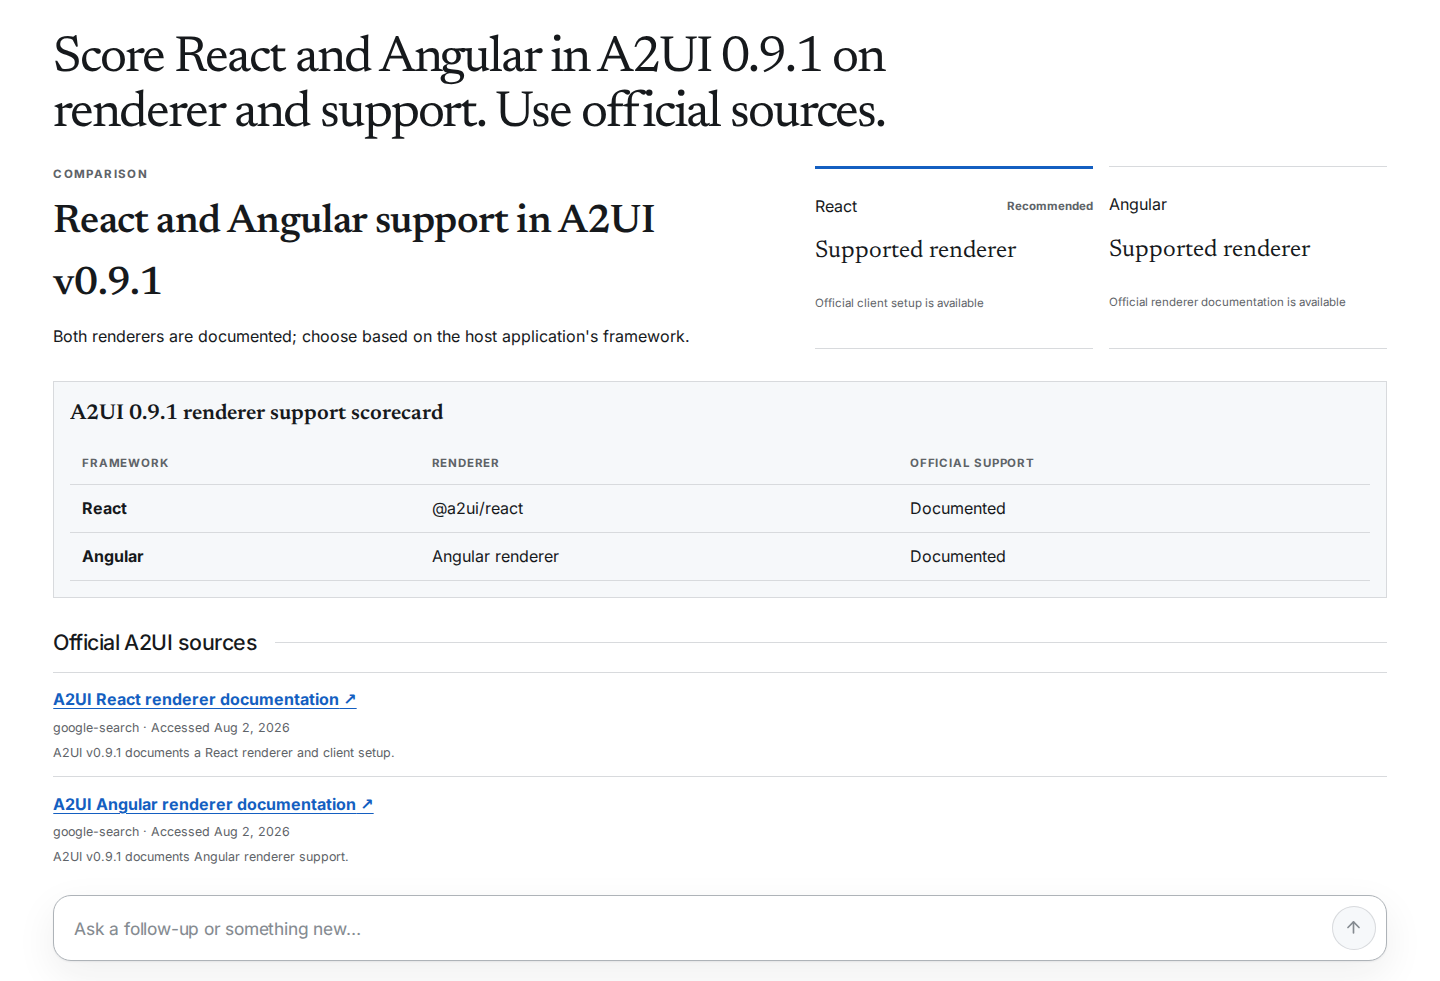 Score React and Angular in A2UI 0.9.1 on
renderer and support. Use official sources.
COMPARISON
React and Angular support in A2UI
v0.9.1
Both renderers are documented; choose based on the host application's framework.
React
Recommended
Supported renderer
Official client setup is available
Angular
Supported renderer
Official renderer documentation is available
A2UI 0.9.1 renderer support scorecard
FRAMEWORK RENDERER OFFICIAL SUPPORT
React @a2ui/react Documented
Angular Angular renderer Documented
Official A2UI sources
A2UI React renderer documentation ↗
google-search · Accessed Aug 2, 2026
A2UI v0.9.1 documents a React renderer and client setup.
A2UI Angular renderer documentation ↗
google-search · Accessed Aug 2, 2026
A2UI v0.9.1 documents Angular renderer support.
Ask a follow-up or something new...